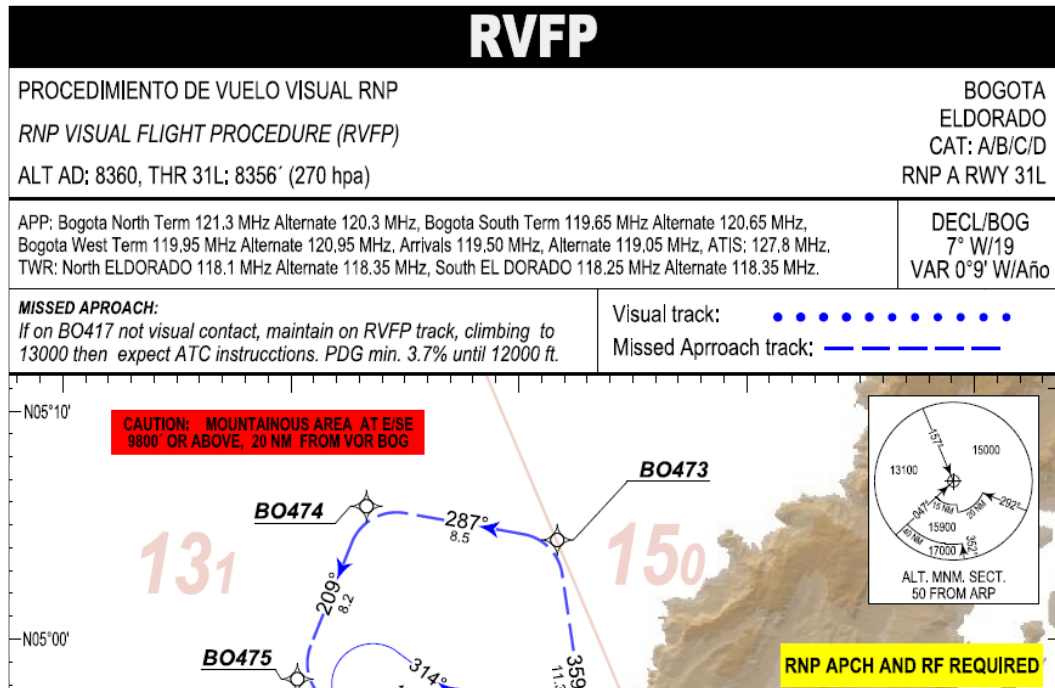 RVFP
PROCEDIMIENTO DE VUELO VISUAL RNP
RNP VISUAL FLIGHT PROCEDURE (RVFP)
ALT AD: 8360, THR 31L: 8356´ (270 hpa)
BOGOTA
ELDORADO
CAT: A/B/C/D
RNP A RWY 31L
APP: Bogota North Term 121.3 MHz Alternate 120.3 MHz, Bogota South Term 119.65 MHz Alternate 120.65 MHz,
Bogota West Term 119.95 MHz Alternate 120.95 MHz, Arrivals 119.50 MHz, Alternate 119.05 MHz, ATIS: 127.8 MHz,
TWR: North ELDORADO 118.1 MHz Alternate 118.35 MHz, South EL DORADO 118.25 MHz Alternate 118.35 MHz.
DECL/BOG
7° W/19
VAR 0°9' W/Año
MISSED APROACH:
If on BO417 not visual contact, maintain on RVFP track, climbing to
13000 then expect ATC instrucctions. PDG min. 3.7% until 12000 ft.
Visual track:
Missed Aprroach track:
N05°10'
CAUTION: MOUNTAINOUS AREA AT E/SE
9800´ OR ABOVE, 20 NM FROM VOR BOG
157°
15000
13100
047°
15 NM
20 NM
292°
15900
40 NM
17000
352°
ALT. MNM. SECT.
50 FROM ARP
BO473
BO474
287°
8.5
131
150
209°
8.2
N05°00'
BO475
314°
359°
11.3
RNP APCH AND RF REQUIRED